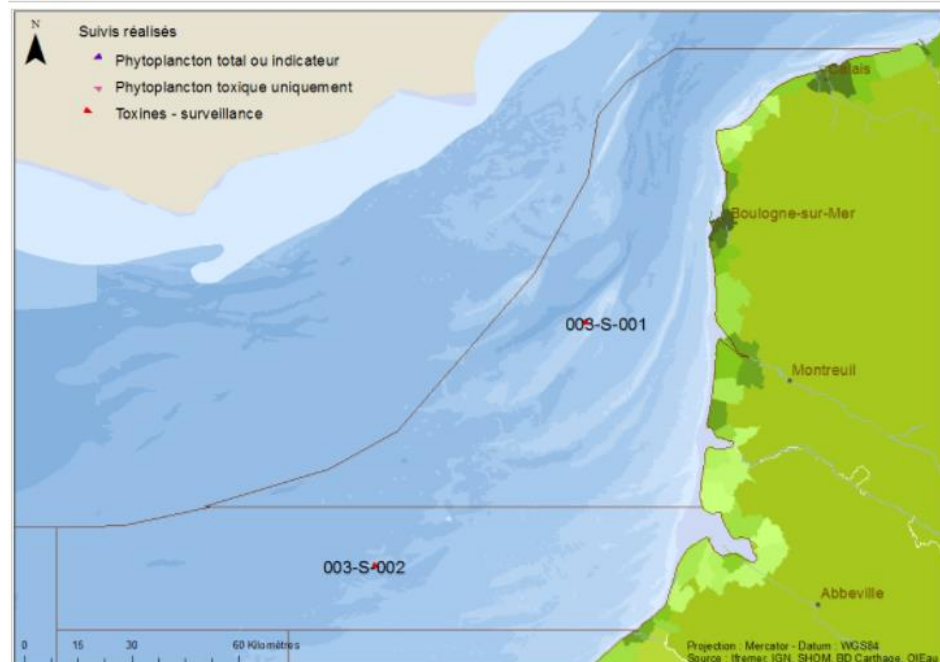 N
Suivis réalisés
Phytoplancton total ou indicateur
Phytoplancton toxique uniquement
Toxines - surveillance
Calais
Boulogne-sur-Mer
003-S-001
Montreuil
003-S-002
Abbeville
0 15 30 60 Kilomètres
Projection : Mercator - Datum : WGS84
Source : Ifremer, IGN, SHOM, BD Carthage, OIEau